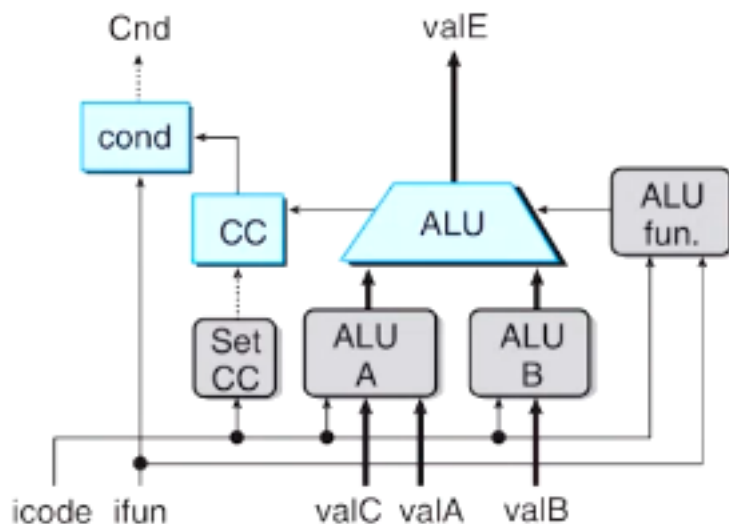 Cnd
valE
cond
CC
ALU
ALU
fun.
Set
CC
ALU
A
ALU
B
icode
ifun
valC
valA
valB